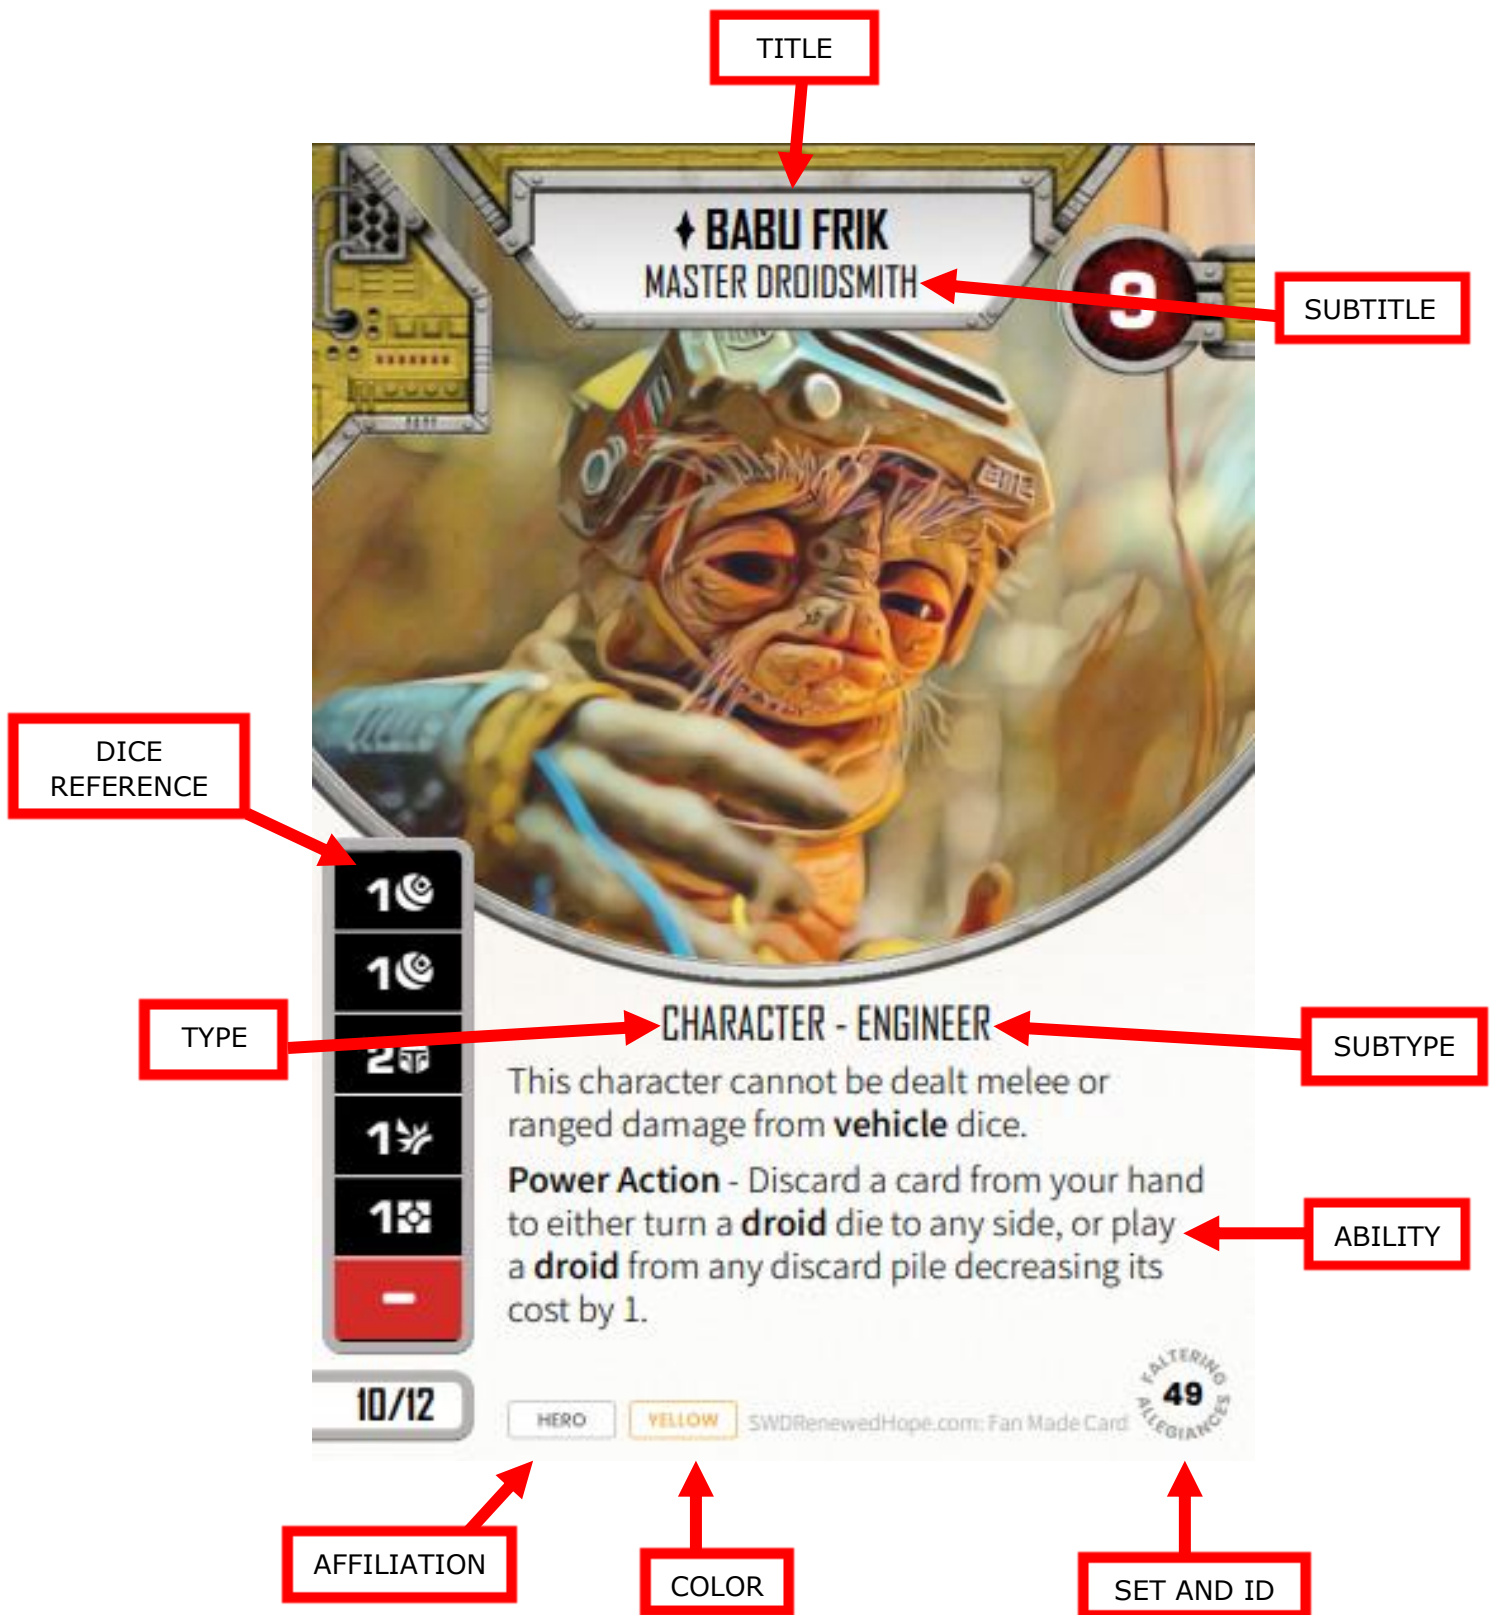 TITLE
BABU FRIK
MASTER DROIDSMITH
9
SUBTITLE
DICE
REFERENCE
1
1
2
1
1
-
TYPE
CHARACTER - ENGINEER
SUBTYPE
This character cannot be dealt melee or
ranged damage from vehicle dice.
Power Action - Discard a card from your hand
to either turn a droid die to any side, or play
a droid from any discard pile decreasing its
cost by 1.
ABILITY
10/12
HERO
YELLOW
SWDRenewedHope.com: Fan Made Card
FALTERING
49
ALLEGIANCES
AFFILIATION
COLOR
SET AND ID